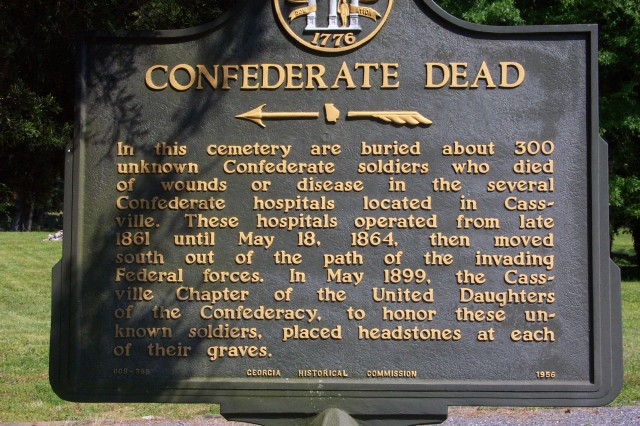 1776
CONFEDERATE DEAD
In this cemetery are buried about 300
unknown Confederate soldiers who died
of wounds or disease in the several
Confederate hospitals located in Cass-
ville. These hospitals operated from late
1861 until May 18, 1864, then moved
south out of the path of the invading
Federal forces. In May 1899, the Cass-
ville Chapter of the United Daughters
of the Confederacy, to honor these un-
known soldiers, placed headstones at each
of their graves.
GEORGIA HISTORICAL COMMISSION 1956